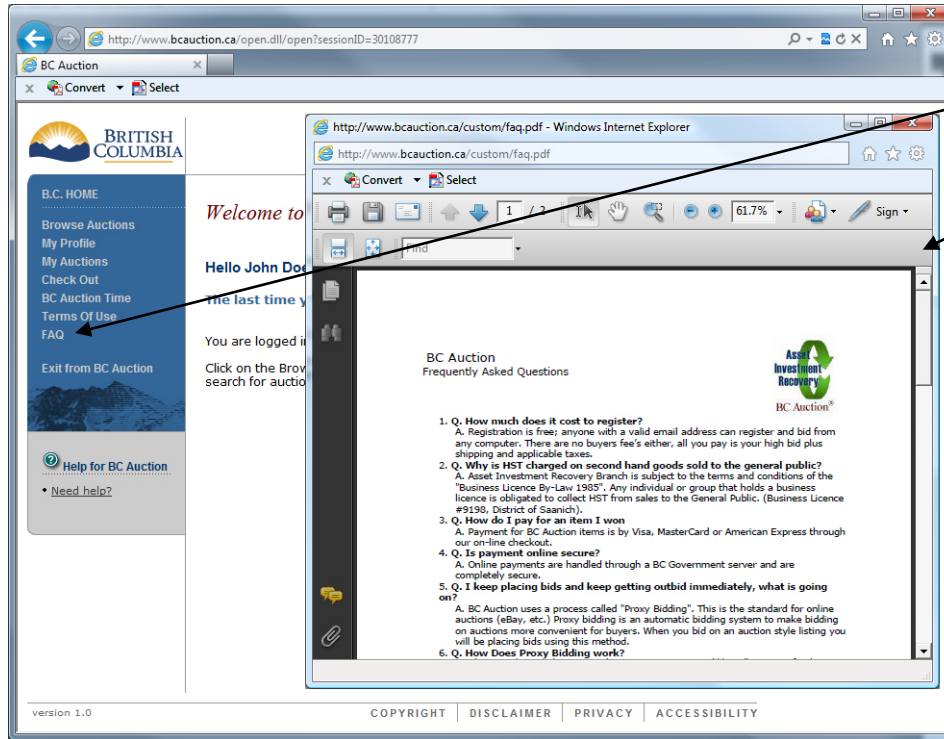 http://www.bcauction.ca/open.dll/open?sessionID=30108777
BC Auction
x Convert Select
BRITISH
COLUMBIA
B.C. HOME
Browse Auctions
My Profile
My Auctions
Check Out
BC Auction Time
Terms Of Use
FAQ
Exit from BC Auction
Help for BC Auction
• Need help?
Welcome to
Hello John Doe
The last time y
You are logged i
Click on the Brow
search for auctio
http://www.bcauction.ca/custom/faq.pdf - Windows Internet Explorer
http://www.bcauction.ca/custom/faq.pdf
x Convert Select
1 / 2 61.7% Sign
Find
BC Auction
Frequently Asked Questions
Asset
Investment
Recovery
BC Auction®
1. Q. How much does it cost to register?
A. Registration is free; anyone with a valid email address can register and bid from
any computer. There are no buyers fee's either, all you pay is your high bid plus
shipping and applicable taxes.
2. Q. Why is HST charged on second hand goods sold to the general public?
A. Asset Investment Recovery Branch is subject to the terms and conditions of the
"Business Licence By-Law 1985". Any individual or group that holds a business
licence is obligated to collect HST from sales to the General Public. (Business Licence
#9198, District of Saanich).
3. Q. How do I pay for an item I won
A. Payment for BC Auction items is by Visa, MasterCard or American Express through
our on-line checkout.
4. Q. Is payment online secure?
A. Online payments are handled through a BC Government server and are
completely secure.
5. Q. I keep placing bids and keep getting outbid immediately, what is going
on?
A. BC Auction uses a process called "Proxy Bidding". This is the standard for online
auctions (eBay, etc.) Proxy bidding is an automatic bidding system to make bidding
on auctions more convenient for buyers. When you bid on an auction style listing you
will be placing bids using this method.
6. Q. How Does Proxy Bidding work?
version 1.0
COPYRIGHT DISCLAIMER PRIVACY ACCESSIBILITY